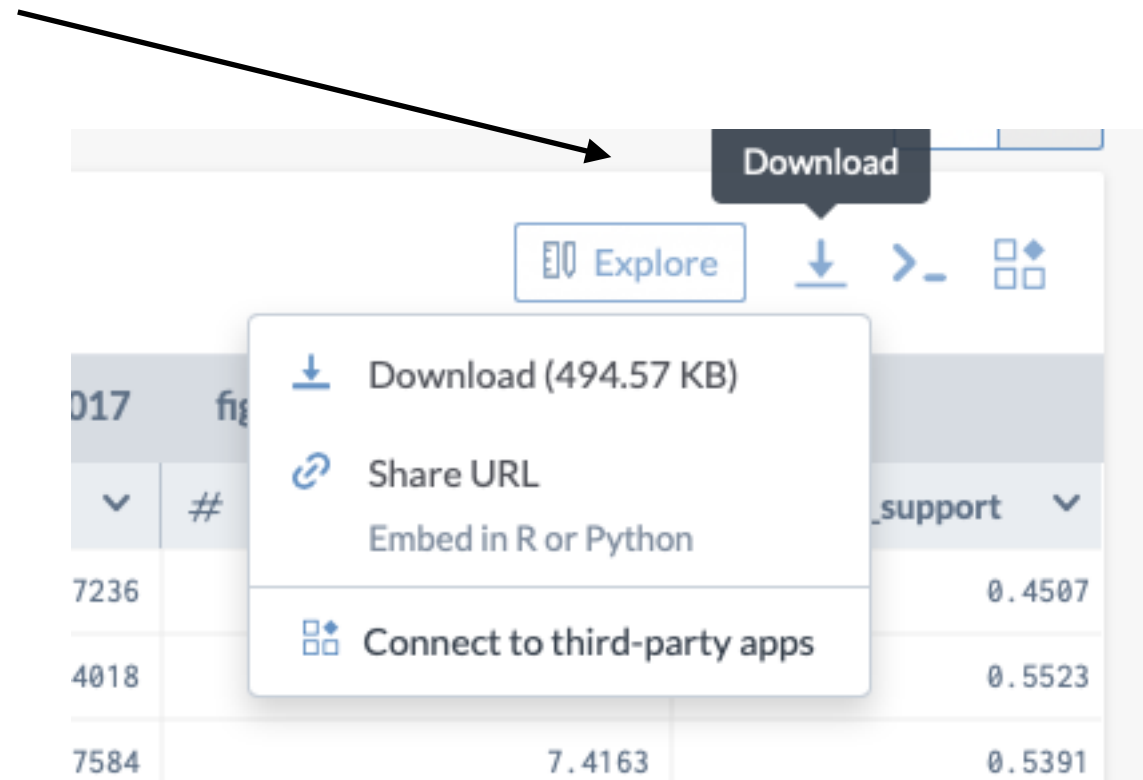 Download
Explore
Download (494.57 KB)
017
Share URL
#
_support
Embed in R or Python
7236
0.4507
Connect to third-party apps
4018
0.5523
7584
7.4163
0.5391